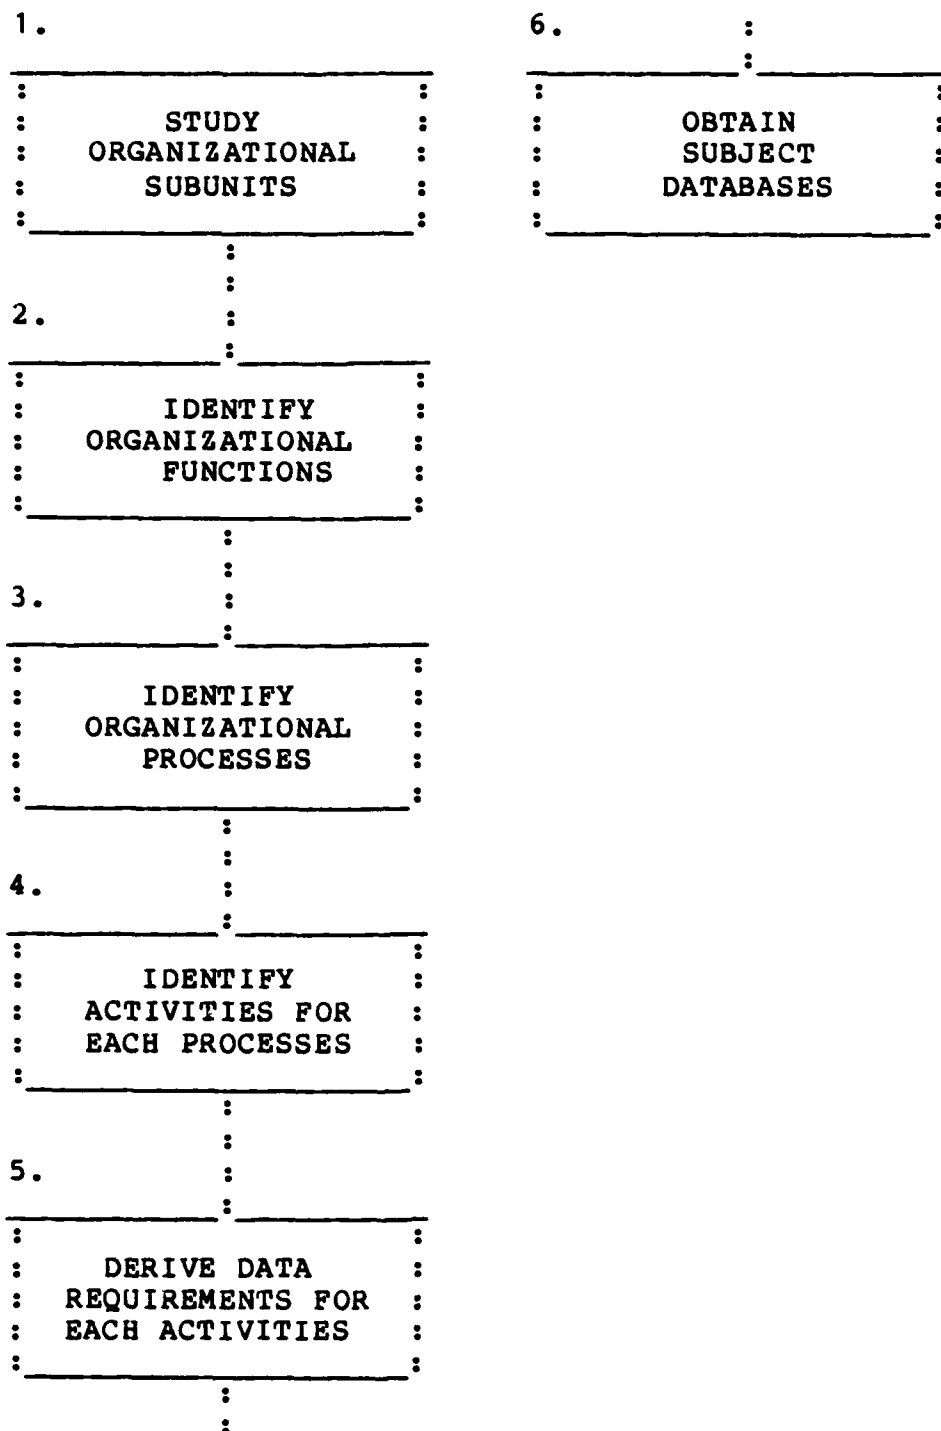 1.
STUDY
ORGANIZATIONAL
SUBUNITS
2.
IDENTIFY
ORGANIZATIONAL
FUNCTIONS
3.
IDENTIFY
ORGANIZATIONAL
PROCESSES
4.
IDENTIFY
ACTIVITIES FOR
EACH PROCESSES
5.
DERIVE DATA
REQUIREMENTS FOR
EACH ACTIVITIES
6.
OBTAIN
SUBJECT
DATABASES